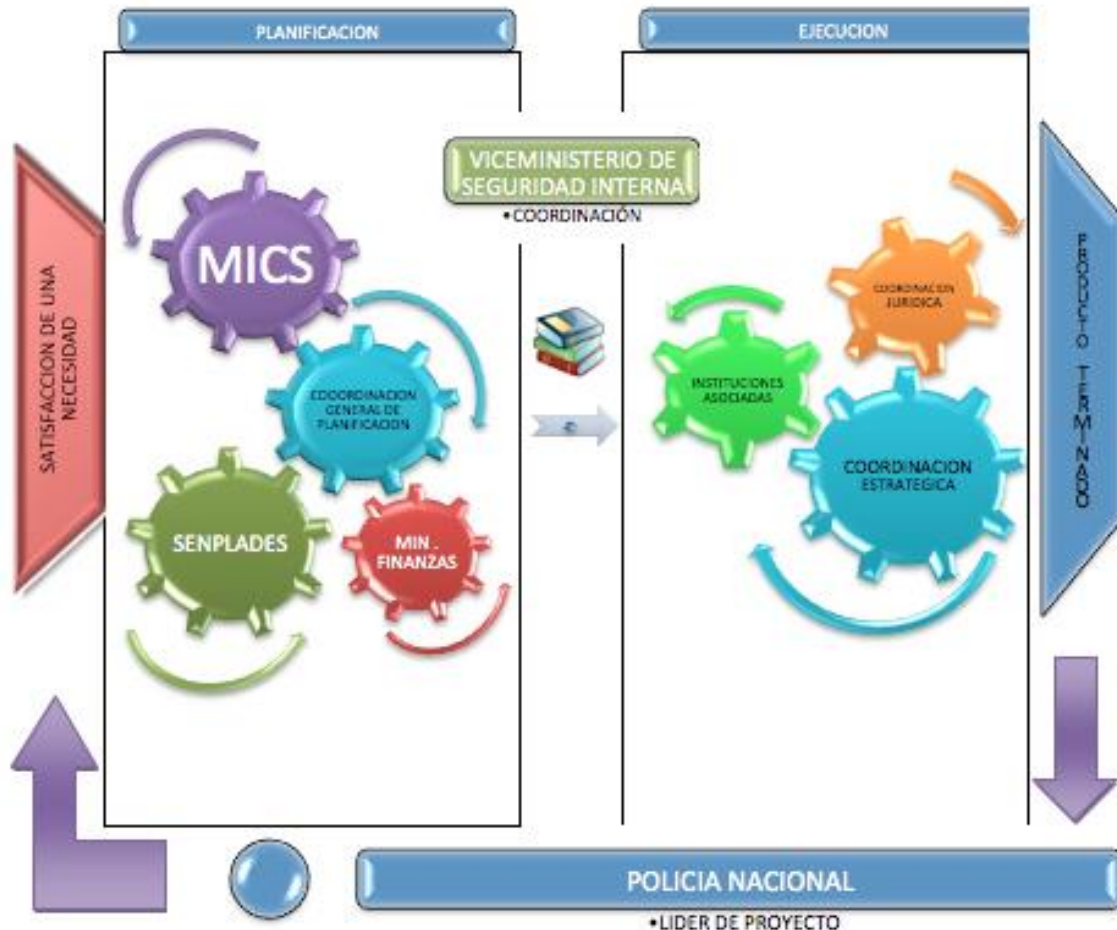 PLANIFICACION
EJECUCION
VICEMINISTERIO DE
SEGURIDAD INTERNA
•COORDINACIÓN
SATISFACCION DE UNA
NECESIDAD
MICS
COOORDINACION
GENERAL DE
PLANIFICACION
SENPLADES
MIN .
FINANZAS
INSTITUCIONES
ASOCIADAS
COORDINACION
JURIDICA
COORDINACION
ESTRATEGICA
PRODUCTO TERMINADO
POLICIA NACIONAL
•LIDER DE PROYECTO